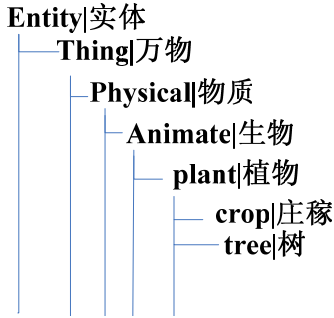 Entity|实体
Thing|万物
Physical|物质
Animate|生物
plant|植物
crop|庄稼
tree|树